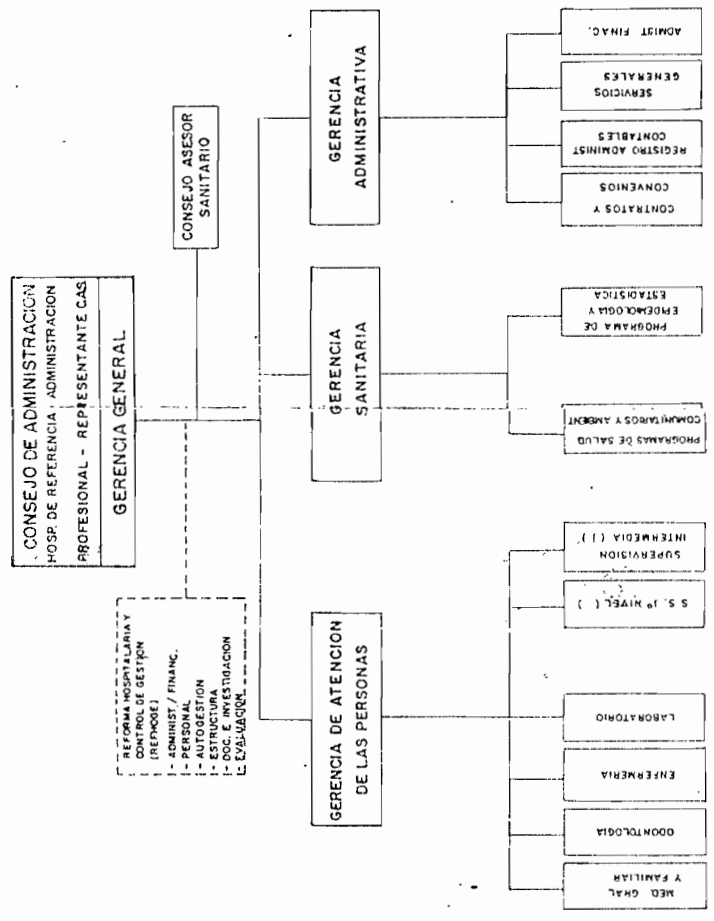 CONSEJO DE ADMINISTRACION
HOSP. DE REFERENCIA - ADMINISTRACION
PROFESIONAL - REPRESENTANTE CAS
GERENCIA GENERAL
CONSEJO ASESOR
SANITARIO
REFORMA HOSPITALARIA Y
CONTROL DE GESTION
(REFHOGE)
- ADMINIST. / FINANC.
- PERSONAL
- AUTOGESTION
- ESTRUCTURA
- DOC. E INVESTIGACION
- EVALUACION
GERENCIA DE ATENCION
DE LAS PERSONAS
GERENCIA
SANITARIA
GERENCIA
ADMINISTRATIVA
MED. GRAL
Y FAMILIAR
ODONTOLOGIA
ENFERMERIA
LABORATORIO
S.S. 1º NIVEL ( )
SUPERVISION
INTERMEDIA ( )
PROGRAMAS DE SALUD
COMUNITARIOS Y AMBIENT
PROGRAMA DE
EPIDEMIOLOGIA Y
ESTADISTICA
CONTRATOS Y
CONVENIOS
REGISTRO ADMINIST
CONTABLES
SERVICIOS
GENERALES
ADMIST FINAC.